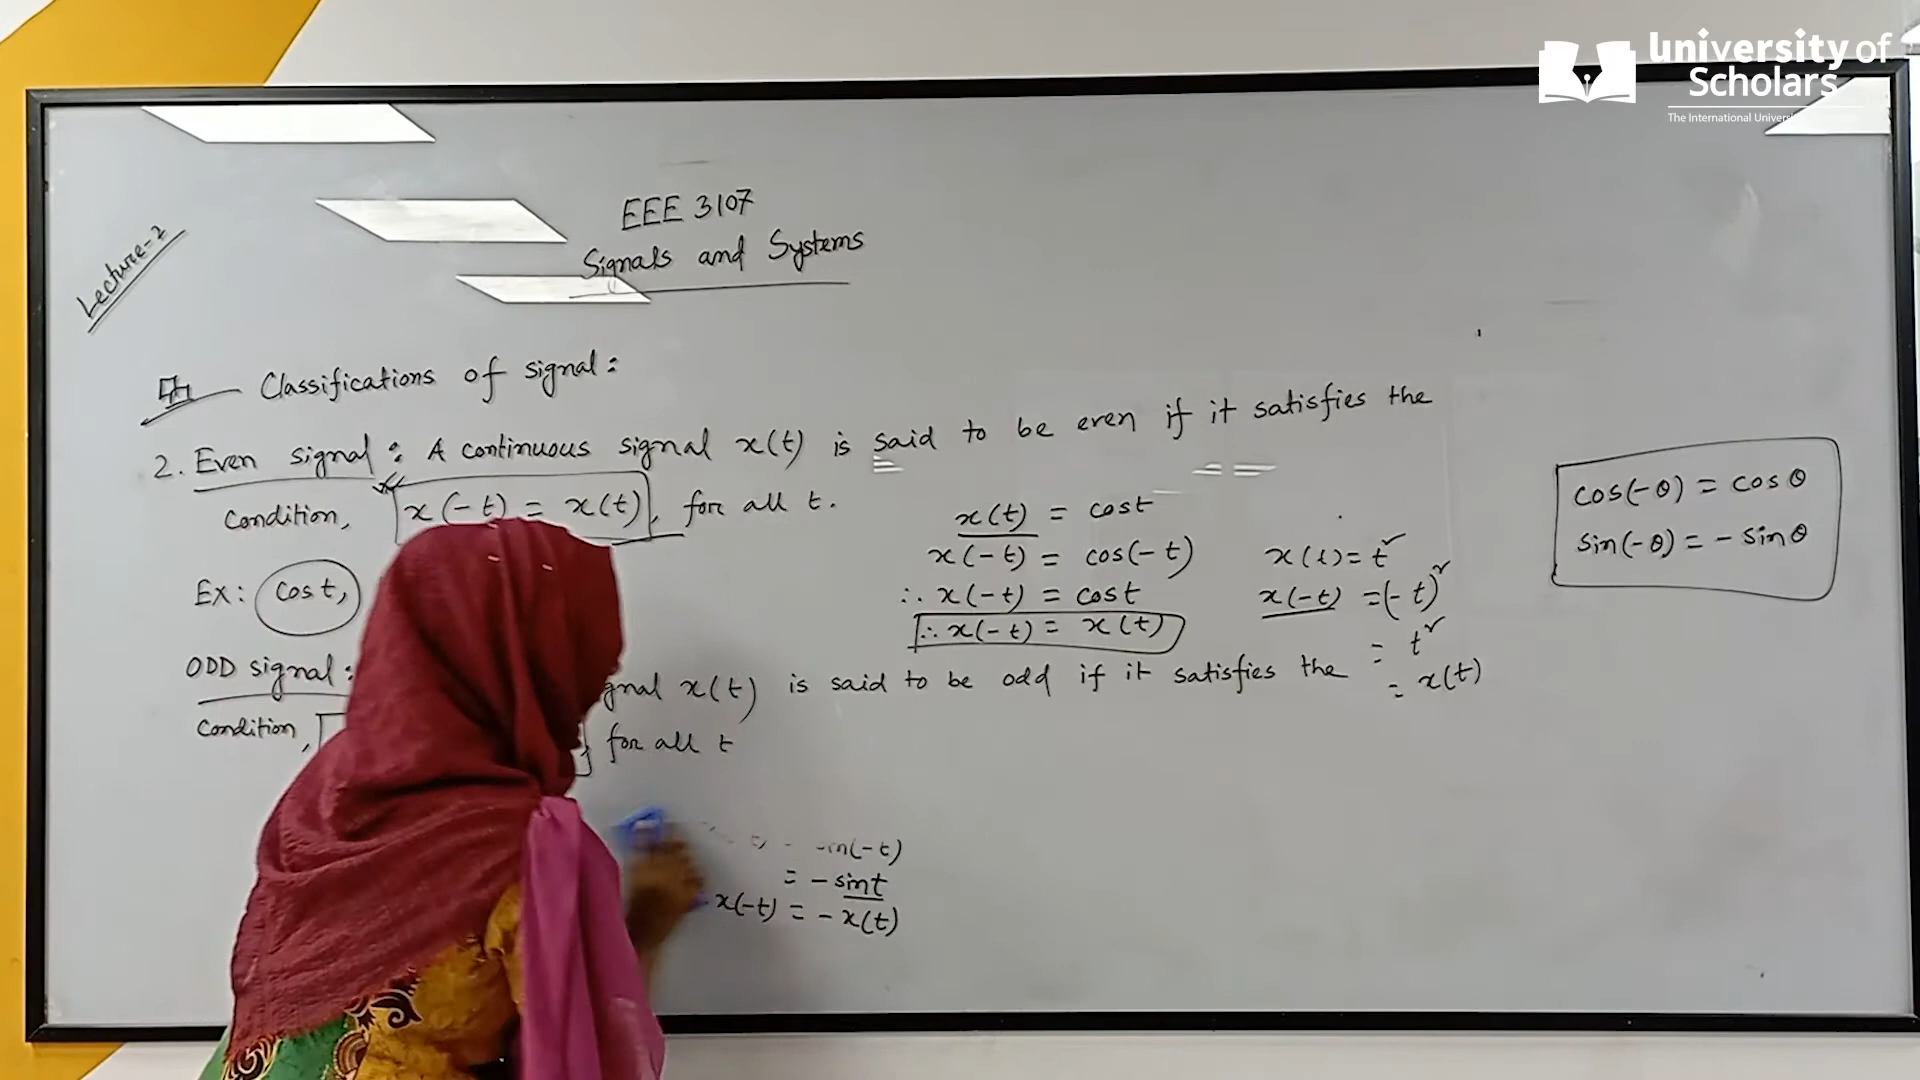 University of
Scholars
The International
Lecture-2
EEE 3107
Signals and Systems
Classifications of signal:
2. Even signal: A continuous signal x(t) is said to be even if it satisfies the
Condition, x(-t) = x(t), for all t.
Ex: cost,
x(t) = cost
x(-t) = cos(-t)
∴ x(-t) = cost
∴ x(-t) = x(t)
x(t) = t²
x(-t) = (-t)²
= t²
= x(t)
cos(-θ) = cosθ
sin(-θ) = - sinθ
ODD signal: x(t) is said to be odd if it satisfies the
Condition, for all t
(-t)
= - sint
x(-t) = - x(t)